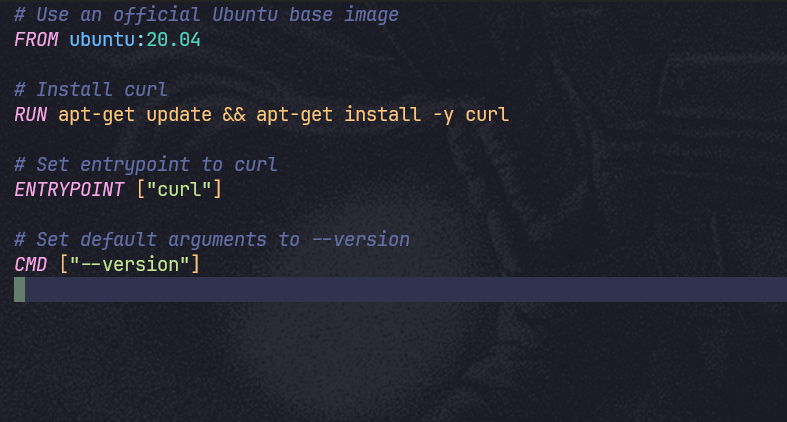 # Use an official Ubuntu base image
FROM ubuntu:20.04
# Install curl
RUN apt-get update && apt-get install -y curl
# Set entrypoint to curl
ENTRYPOINT ["curl"]
# Set default arguments to --version
CMD ["--version"]